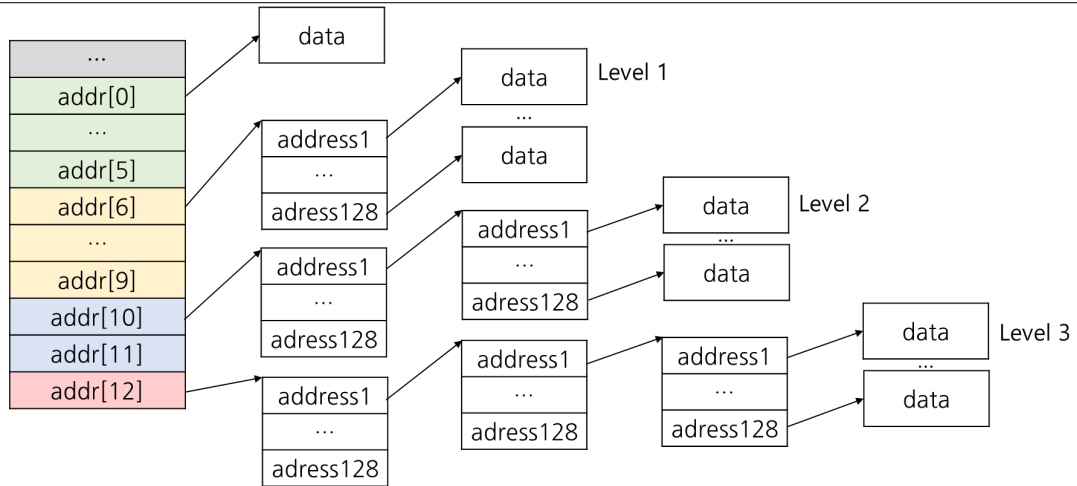 ...
addr[0]
...
addr[5]
addr[6]
...
addr[9]
addr[10]
addr[11]
addr[12]
data
address1
...
adress128
data
...
data
Level 1
address1
...
adress128
address1
...
adress128
data
...
data
Level 2
address1
...
adress128
address1
...
adress128
address1
...
adress128
data
...
data
Level 3